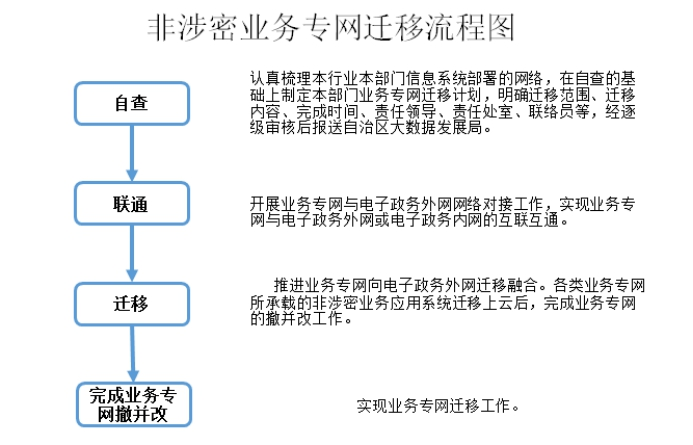 非涉密业务专网迁移流程图
自查
认真梳理本行业本部门信息系统部署的网络，在自查的基
础上制定本部门业务专网迁移计划，明确迁移范围、迁移
内容、完成时间、责任领导、责任处室、联络员等，经逐
级审核后报送自治区大数据发展局。
联通
开展业务专网与电子政务外网网络对接工作，实现业务专
网与电子政务外网或电子政务内网的互联互通。
迁移
推进业务专网向电子政务外网迁移融合。各类业务专网
所承载的非涉密业务应用系统迁移上云后，完成业务专网
的撤并改工作。
完成业务专
网撤并改
实现业务专网迁移工作。